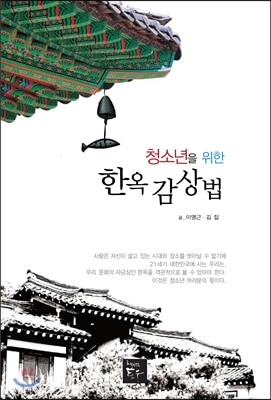 청소년을 위한
한옥 감상법
글_이영근·김 집
사람은 자신이 살고 있는 시대와 장소를 벗어날 수 없기에
21세기 대한민국에 사는 우리는,
우리 문화의 자긍심인 한옥을 객관적으로 볼 수 있어야 한다.
이것은 청소년 여러분의 몫이다.